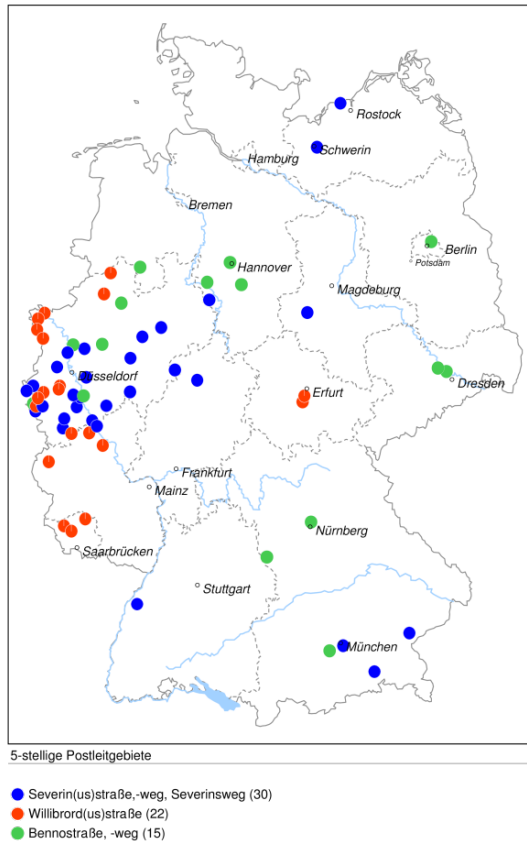 Rostock
Schwerin
Hamburg
Bremen
Berlin
Potsdam
Hannover
Magdeburg
Düsseldorf
Dresden
Erfurt
Frankfurt
Mainz
Nürnberg
Saarbrücken
Stuttgart
München
5-stellige Postleitgebiete
Severin(us)straße,-weg, Severinsweg (30)
Willibrord(us)straße (22)
Bennostraße, -weg (15)